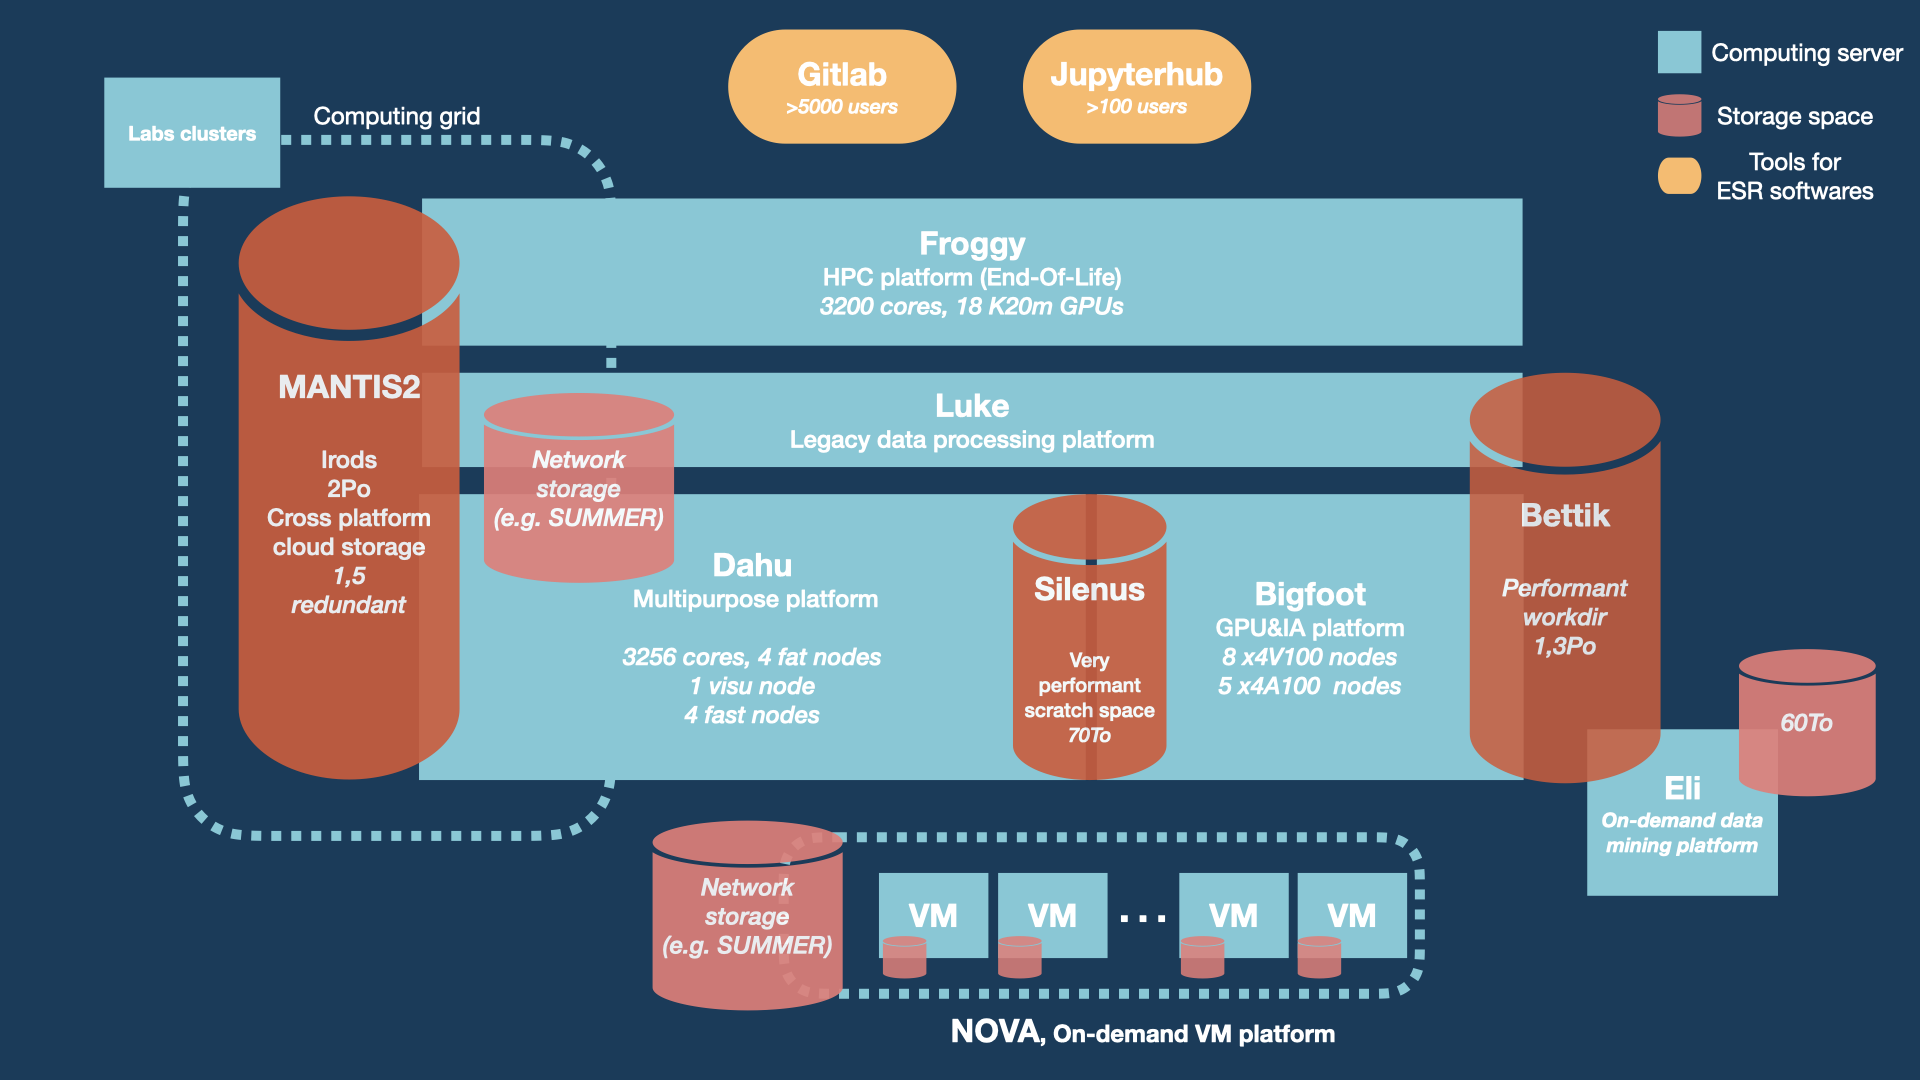 Gitlab
>5000 users
Jupyterhub
>100 users
Computing server
Storage space
Tools for
ESR softwares
Labs clusters
Computing grid
Froggy
HPC platform (End-Of-Life)
3200 cores, 18 K20m GPUs
MANTIS2
Irods
2Po
Cross platform
cloud storage
1,5
redundant
Luke
Legacy data processing platform
Network
storage
(e.g. SUMMER)
Dahu
Multipurpose platform
3256 cores, 4 fat nodes
1 visu node
4 fast nodes
Silenus
Very
performant
scratch space
70To
Bigfoot
GPU&IA platform
8 x4V100 nodes
5 x4A100  nodes
Bettik
Performant
workdir
1,3Po
60To
Eli
On-demand data
mining platform
Network
storage
(e.g. SUMMER)
VM
VM
...
VM
VM
NOVA, On-demand VM platform